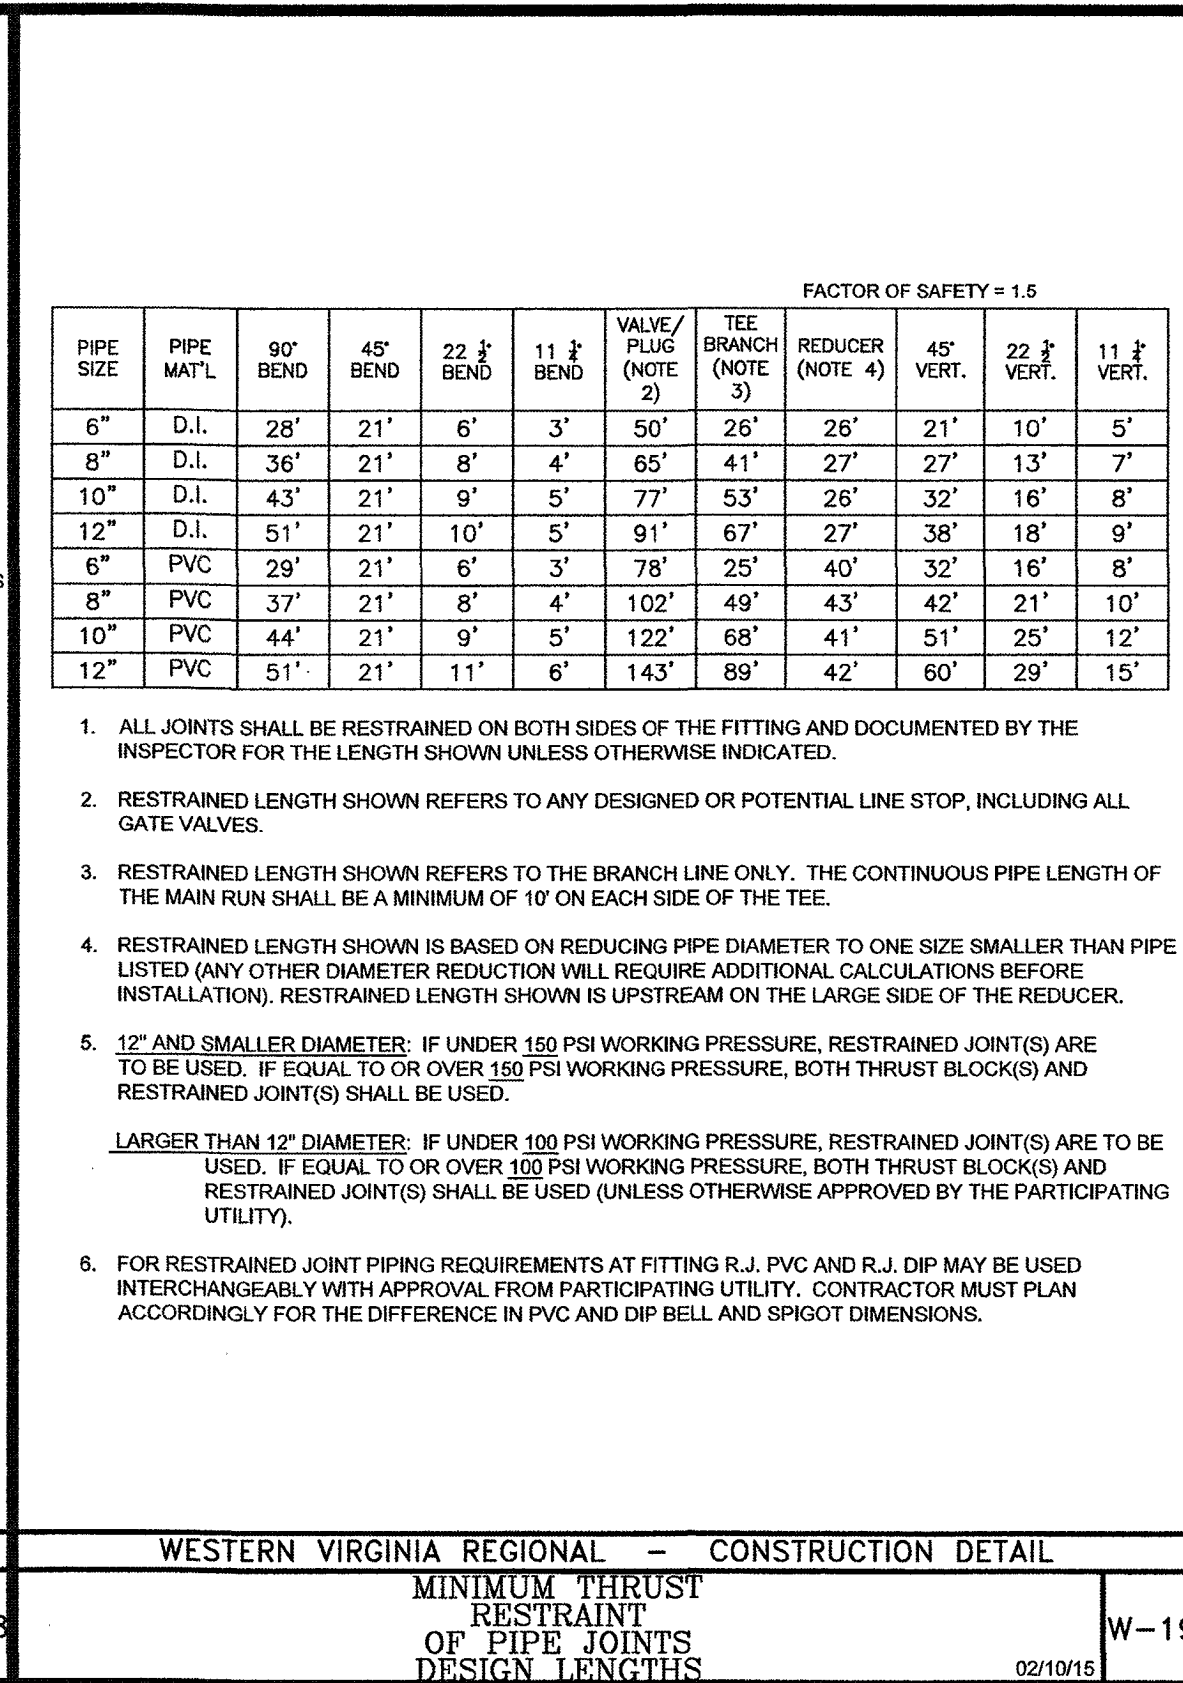 FACTOR OF SAFETY = 1.5
PIPE SIZE PIPE MAT'L 90° BEND 45° BEND 22 1/2° BEND 11 1/4° BEND VALVE/ PLUG (NOTE 2) TEE BRANCH (NOTE 3) REDUCER (NOTE 4) 45° VERT. 22 1/2° VERT. 11 1/4° VERT.
6" D.I. 28' 21' 6' 3' 50' 26' 26' 21' 10' 5'
8" D.I. 36' 21' 8' 4' 65' 41' 27' 27' 13' 7'
10" D.I. 43' 21' 9' 5' 77' 53' 26' 32' 16' 8'
12" D.I. 51' 21' 10' 5' 91' 67' 27' 38' 18' 9'
6" PVC 29' 21' 6' 3' 78' 25' 40' 32' 16' 8'
8" PVC 37' 21' 8' 4' 102' 49' 43' 42' 21' 10'
10" PVC 44' 21' 9' 5' 122' 68' 41' 51' 25' 12'
12" PVC 51' 21' 11' 6' 143' 89' 42' 60' 29' 15'
1. ALL JOINTS SHALL BE RESTRAINED ON BOTH SIDES OF THE FITTING AND DOCUMENTED BY THE
INSPECTOR FOR THE LENGTH SHOWN UNLESS OTHERWISE INDICATED.
2. RESTRAINED LENGTH SHOWN REFERS TO ANY DESIGNED OR POTENTIAL LINE STOP, INCLUDING ALL
GATE VALVES.
3. RESTRAINED LENGTH SHOWN REFERS TO THE BRANCH LINE ONLY. THE CONTINUOUS PIPE LENGTH OF
THE MAIN RUN SHALL BE A MINIMUM OF 10' ON EACH SIDE OF THE TEE.
4. RESTRAINED LENGTH SHOWN IS BASED ON REDUCING PIPE DIAMETER TO ONE SIZE SMALLER THAN PIPE
LISTED (ANY OTHER DIAMETER REDUCTION WILL REQUIRE ADDITIONAL CALCULATIONS BEFORE
INSTALLATION). RESTRAINED LENGTH SHOWN IS UPSTREAM ON THE LARGE SIDE OF THE REDUCER.
5. 12" AND SMALLER DIAMETER: IF UNDER 150 PSI WORKING PRESSURE, RESTRAINED JOINT(S) ARE
TO BE USED. IF EQUAL TO OR OVER 150 PSI WORKING PRESSURE, BOTH THRUST BLOCK(S) AND
RESTRAINED JOINT(S) SHALL BE USED.
LARGER THAN 12" DIAMETER: IF UNDER 100 PSI WORKING PRESSURE, RESTRAINED JOINT(S) ARE TO BE
USED. IF EQUAL TO OR OVER 100 PSI WORKING PRESSURE, BOTH THRUST BLOCK(S) AND
RESTRAINED JOINT(S) SHALL BE USED (UNLESS OTHERWISE APPROVED BY THE PARTICIPATING
UTILITY).
6. FOR RESTRAINED JOINT PIPING REQUIREMENTS AT FITTING R.J. PVC AND R.J. DIP MAY BE USED
INTERCHANGEABLY WITH APPROVAL FROM PARTICIPATING UTILITY. CONTRACTOR MUST PLAN
ACCORDINGLY FOR THE DIFFERENCE IN PVC AND DIP BELL AND SPIGOT DIMENSIONS.
WESTERN VIRGINIA REGIONAL – CONSTRUCTION DETAIL
MINIMUM THRUST
RESTRAINT
OF PIPE JOINTS
DESIGN LENGTHS
W-19
02/10/15